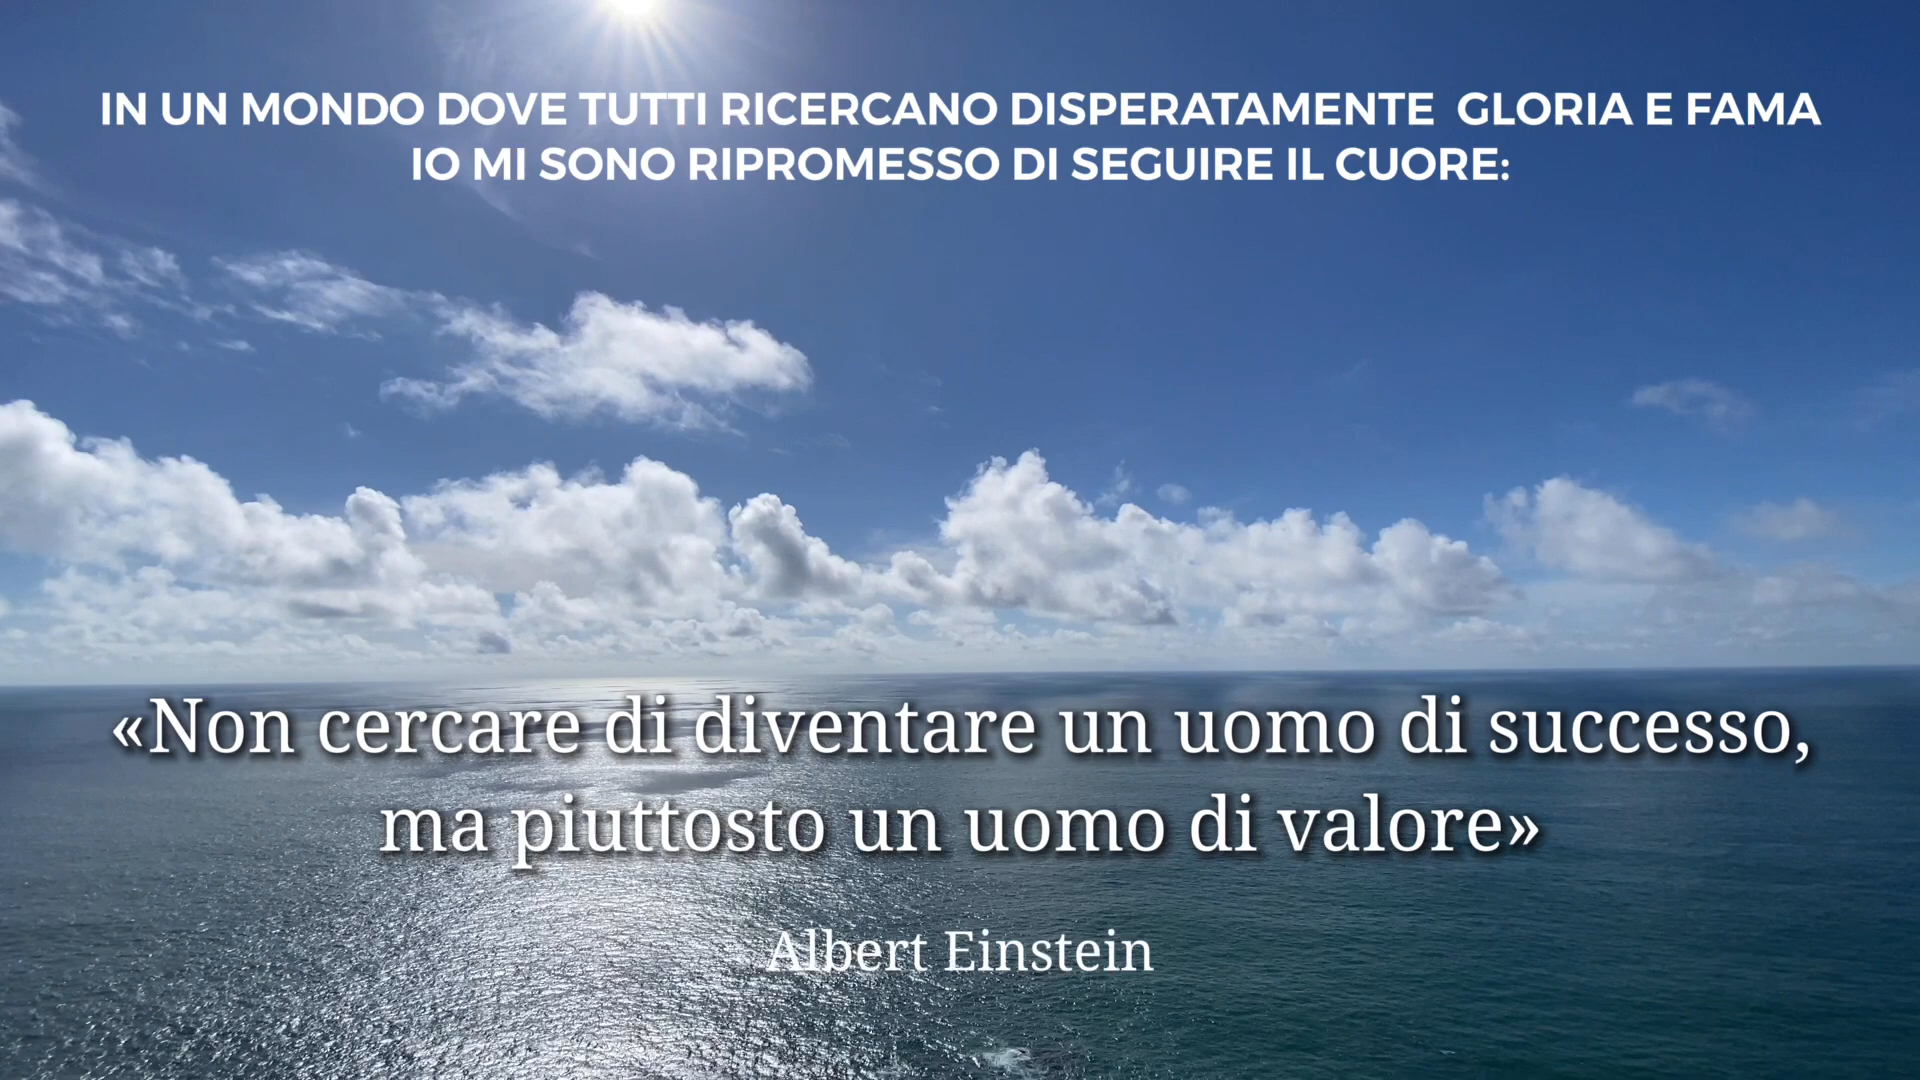 IN UN MONDO DOVE TUTTI RICERCANO DISPERATAMENTE GLORIA E FAMA
IO MI SONO RIPROMESSO DI SEGUIRE IL CUORE:
«Non cercare di diventare un uomo di successo,
ma piuttosto un uomo di valore»
Albert Einstein